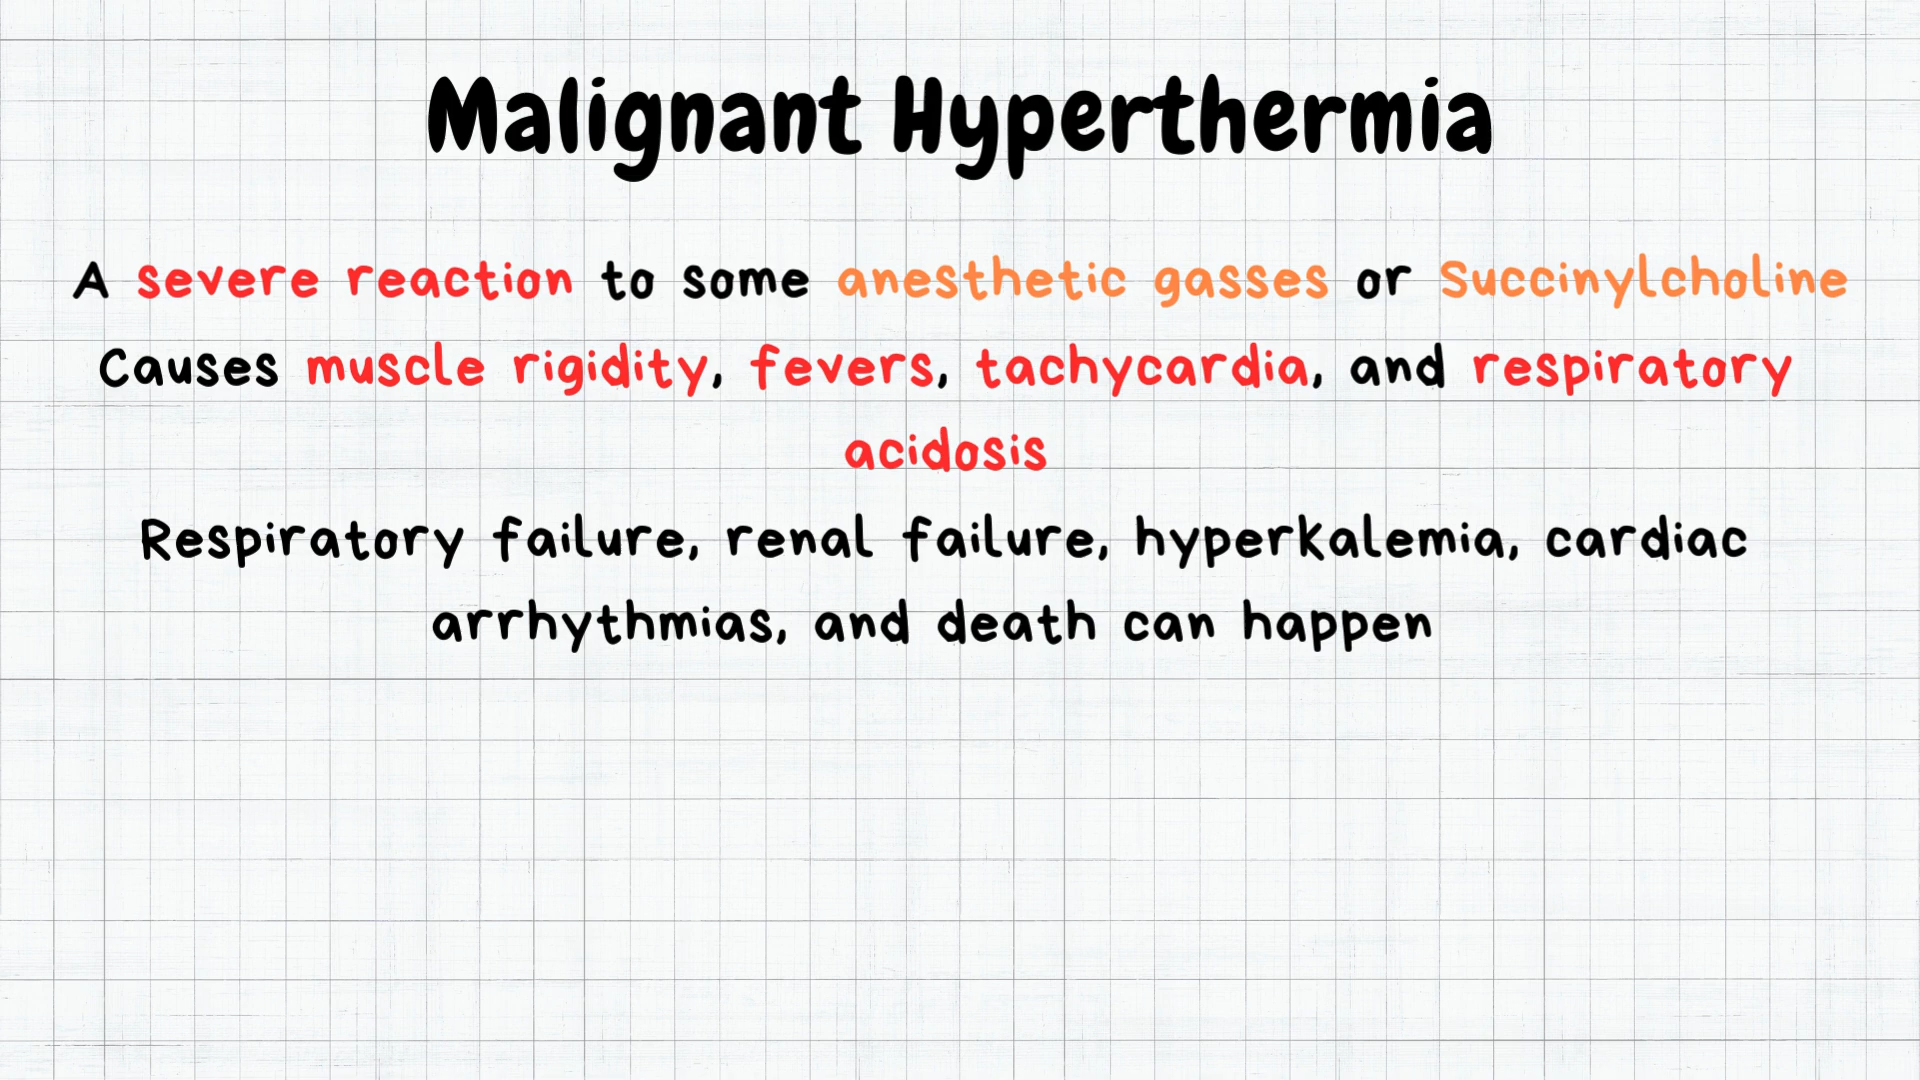 Malignant Hyperthermia
A severe reaction to some anesthetic gasses or Succinylcholine
Causes muscle rigidity, fevers, tachycardia, and respiratory
acidosis
Respiratory failure, renal failure, hyperkalemia, cardiac
arrhythmias, and death can happen